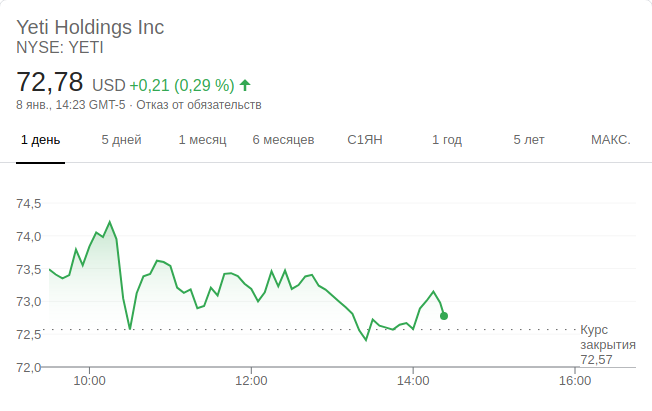 Yeti Holdings Inc
NYSE: YETI
72,78 USD +0,21 (0,29 %)
8 янв., 14:23 GMT-5 · Отказ от обязательств
1 день 5 дней 1 месяц 6 месяцев С1ЯН 1 год 5 лет МАКС.
74,5
74,0
73,5
73,0
72,5
72,0
Курс
закрытия
72,57
10:00 12:00 14:00 16:00